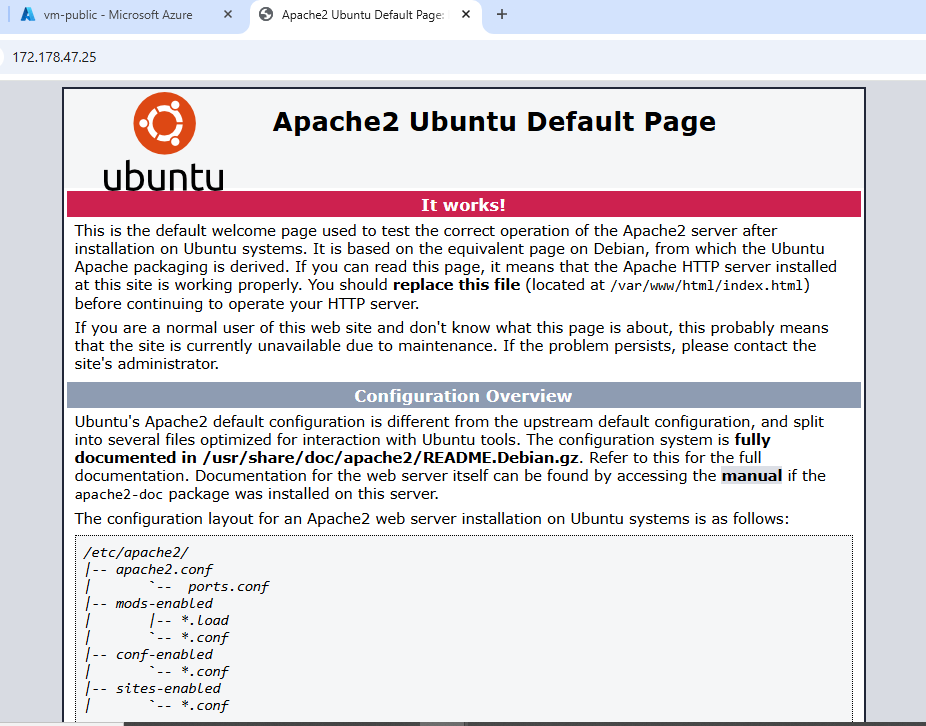 vm-public - Microsoft Azure
Apache2 Ubuntu Default Page:
172.178.47.25
ubuntu
Apache2 Ubuntu Default Page
It works!
This is the default welcome page used to test the correct operation of the Apache2 server after
installation on Ubuntu systems. It is based on the equivalent page on Debian, from which the Ubuntu
Apache packaging is derived. If you can read this page, it means that the Apache HTTP server installed
at this site is working properly. You should replace this file (located at /var/www/html/index.html)
before continuing to operate your HTTP server.
If you are a normal user of this web site and don't know what this page is about, this probably means
that the site is currently unavailable due to maintenance. If the problem persists, please contact the
site's administrator.
Configuration Overview
Ubuntu's Apache2 default configuration is different from the upstream default configuration, and split
into several files optimized for interaction with Ubuntu tools. The configuration system is fully
documented in /usr/share/doc/apache2/README.Debian.gz. Refer to this for the full
documentation. Documentation for the web server itself can be found by accessing the manual if the
apache2-doc package was installed on this server.
The configuration layout for an Apache2 web server installation on Ubuntu systems is as follows:
/etc/apache2/
|-- apache2.conf
|       `--  ports.conf
|-- mods-enabled
|       |-- *.load
|       `-- *.conf
|-- conf-enabled
|       `-- *.conf
|-- sites-enabled
|       `-- *.conf